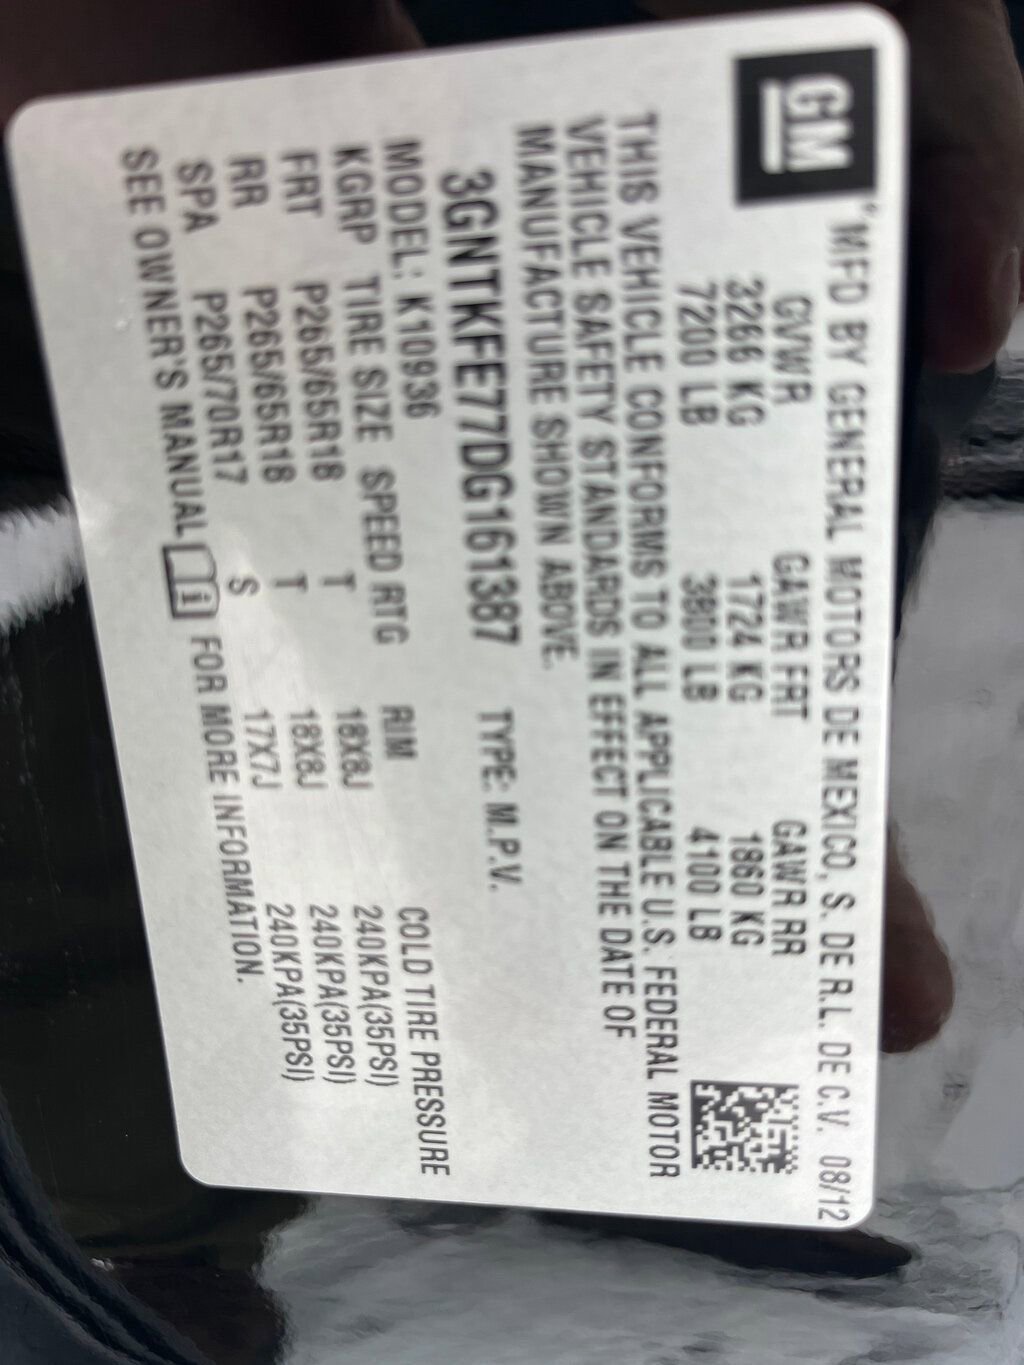 GM
"MFD BY GENERAL MOTORS DE MEXICO, S. DE R.L. DE C.V. 08/12
GVWR GAWR FRT GAWR RR
3266 KG 1724 KG 1860 KG
7200 LB 3800 LB 4100 LB
THIS VEHICLE CONFORMS TO ALL APPLICABLE U.S. FEDERAL MOTOR
VEHICLE SAFETY STANDARDS IN EFFECT ON THE DATE OF
MANUFACTURE SHOWN ABOVE.
3GNTKFE77DG161387 TYPE: M.P.V.
MODEL: K10936
KGRP TIRE SIZE SPEED RTG RIM COLD TIRE PRESSURE
FRT P265/65R18 T 18X8J 240KPA(35PSI)
RR P265/65R18 T 18X8J 240KPA(35PSI)
SPA P265/70R17 S 17X7J 240KPA(35PSI)
SEE OWNER'S MANUAL i FOR MORE INFORMATION.